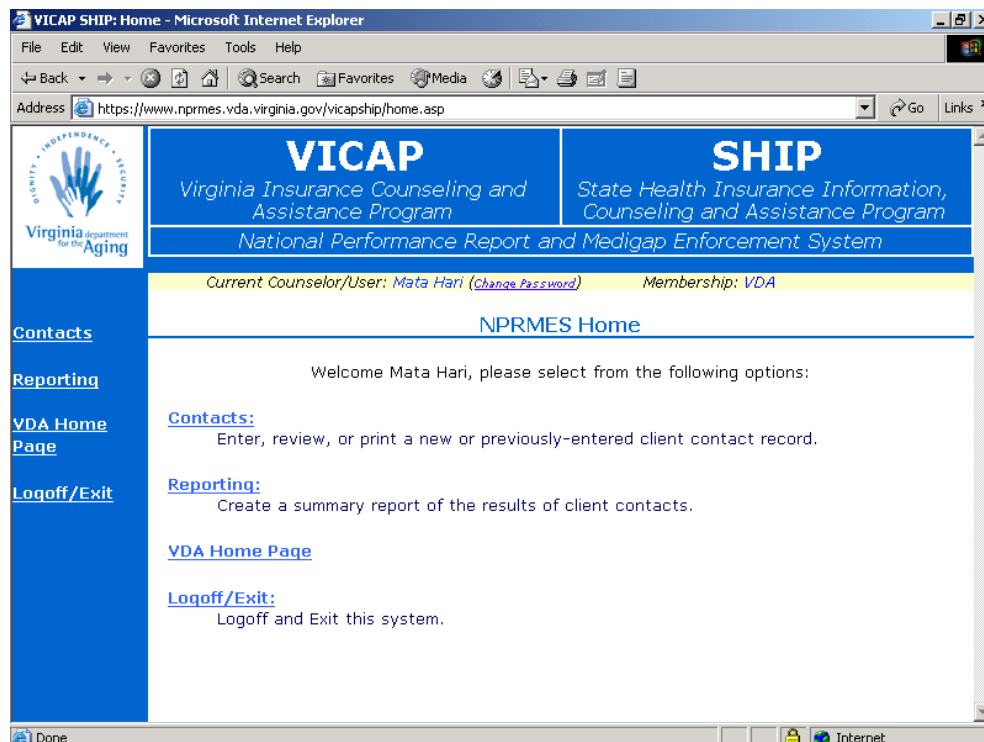 VICAP SHIP: Home - Microsoft Internet Explorer
File Edit View Favorites Tools Help
Back Search Favorites Media
Address https://www.nprmes.vda.virginia.gov/vicapship/home.asp Go Links
DIGNITY · INDEPENDENCE · SECURITY
Virginia department
for the Aging
VICAP
Virginia Insurance Counseling and
Assistance Program
SHIP
State Health Insurance Information,
Counseling and Assistance Program
National Performance Report and Medigap Enforcement System
Current Counselor/User: Mata Hari (Change Password) Membership: VDA
Contacts
Reporting
VDA Home
Page
Logoff/Exit
NPRMES Home
Welcome Mata Hari, please select from the following options:
Contacts:
Enter, review, or print a new or previously-entered client contact record.
Reporting:
Create a summary report of the results of client contacts.
VDA Home Page
Logoff/Exit:
Logoff and Exit this system.
Done Internet